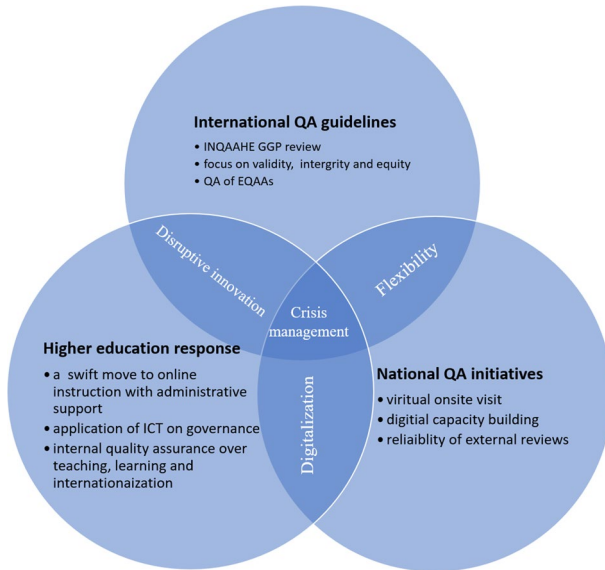 International QA guidelines
• INQAAHE GGP review
• focus on validity, intergrity and equity
• QA of EQAAs
Disruptive innovation
Flexibility
Crisis
management
Higher education response
• a swift move to online
instruction with administrative
support
• application of ICT on governance
• internal quality assurance over
teaching, learning and
internationaization
Digitalization
National QA initiatives
• viritual onsite visit
• digitial capacity building
• reliaiblity of external reviews